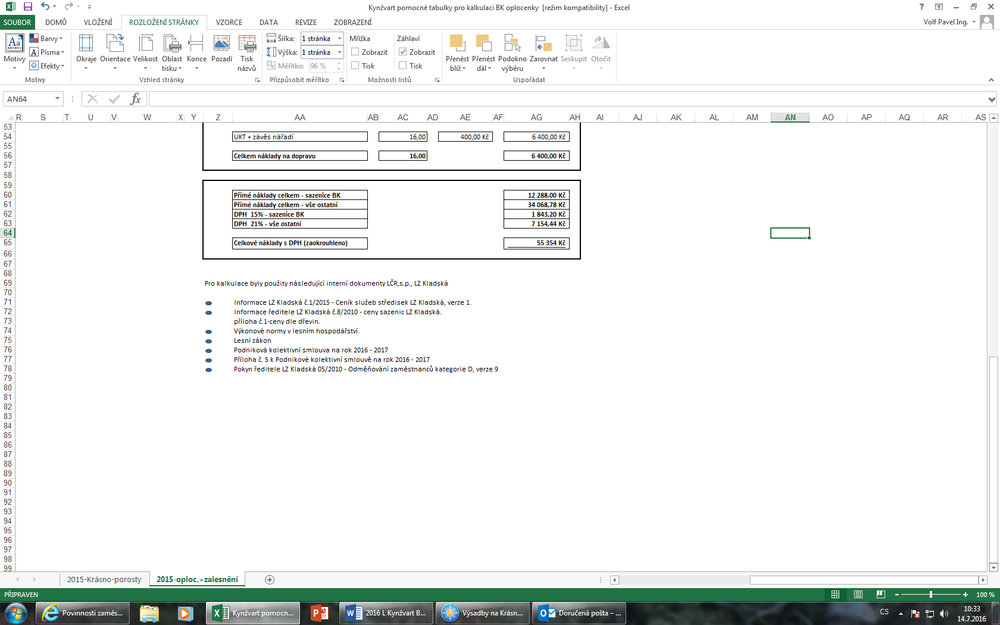 Kynžvart pomocné tabulky pro kalkulaci BK oplocenky [režim kompatibility] - Excel
SOUBOR DOMŮ VLOŽENÍ ROZLOŽENÍ STRÁNKY VZORCE DATA REVIZE ZOBRAZENÍ Volf Pavel Ing.
Motivy Barvy Písma Efekty
Motivy
Okraje Orientace Velikost Oblast tisku Konce Pozadí Tisk názvů
Vzhled stránky
Šířka: 1 stránka
Výška: 1 stránka
Měřítko: 96 %
Přizpůsobit měřítko
Mřížka Záhlaví
Zobrazit Zobrazit
Tisk Tisk
Možnosti listů
Přenést blíž Přenést dál Podokno výběru Zarovnat Seskupit Otočit
Uspořádat
AN64 fx
R S T U V W X Y Z AA AB AC AD AE AF AG AH AI AJ AK AL AM AN AO AP AQ AR AS
53
54 UKT + závěs nářadí 16,00 400,00 Kč 6 400,00 Kč
55
56 Celkem náklady na dopravu 16,00 6 400,00 Kč
57
58
59
60 Přímé náklady celkem - sazenice BK 12 288,00 Kč
61 Přímé náklady celkem - vše ostatní 34 068,78 Kč
62 DPH 15% - sazenice BK 1 843,20 Kč
63 DPH 21% - vše ostatní 7 154,44 Kč
64
65 Celkové náklady s DPH (zaokrouhleno) 55 354 Kč
66
67
68
69 Pro kalkulace byly použity následující interní dokumenty LČR,s.p., LZ Kladská
70
71 Informace LZ Kladská č.1/2015 - Ceník služeb středisek LZ Kladská, verze 1.
72 Informace ředitele LZ Kladská č.8/2010 - ceny sazenic LZ Kladská.
73 příloha č.1-ceny dle dřevin.
74 Výkonové normy v lesním hospodářství.
75 Lesní zákon
76 Podniková kolektivní smlouva na rok 2016 - 2017
77 Příloha č. 5 k Podnikové kolektivní smlouvě na rok 2016 - 2017
78 Pokyn ředitele LZ Kladská 05/2010 - Odměňování zaměstnanců kategorie D, verze 9
79
80
81
82
83
84
85
86
87
88
89
90
91
92
93
94
95
96
97
98
99
2015-Krásno-porosty 2015-oploc.+zalesnění
PŘIPRAVEN 100 %
Povinnosti zaměs... Kynžvart pomocn... 2016 L Kynžvart B... Výsadby na Krásn... Doručená pošta – ... CS 10:33
14.7.2016